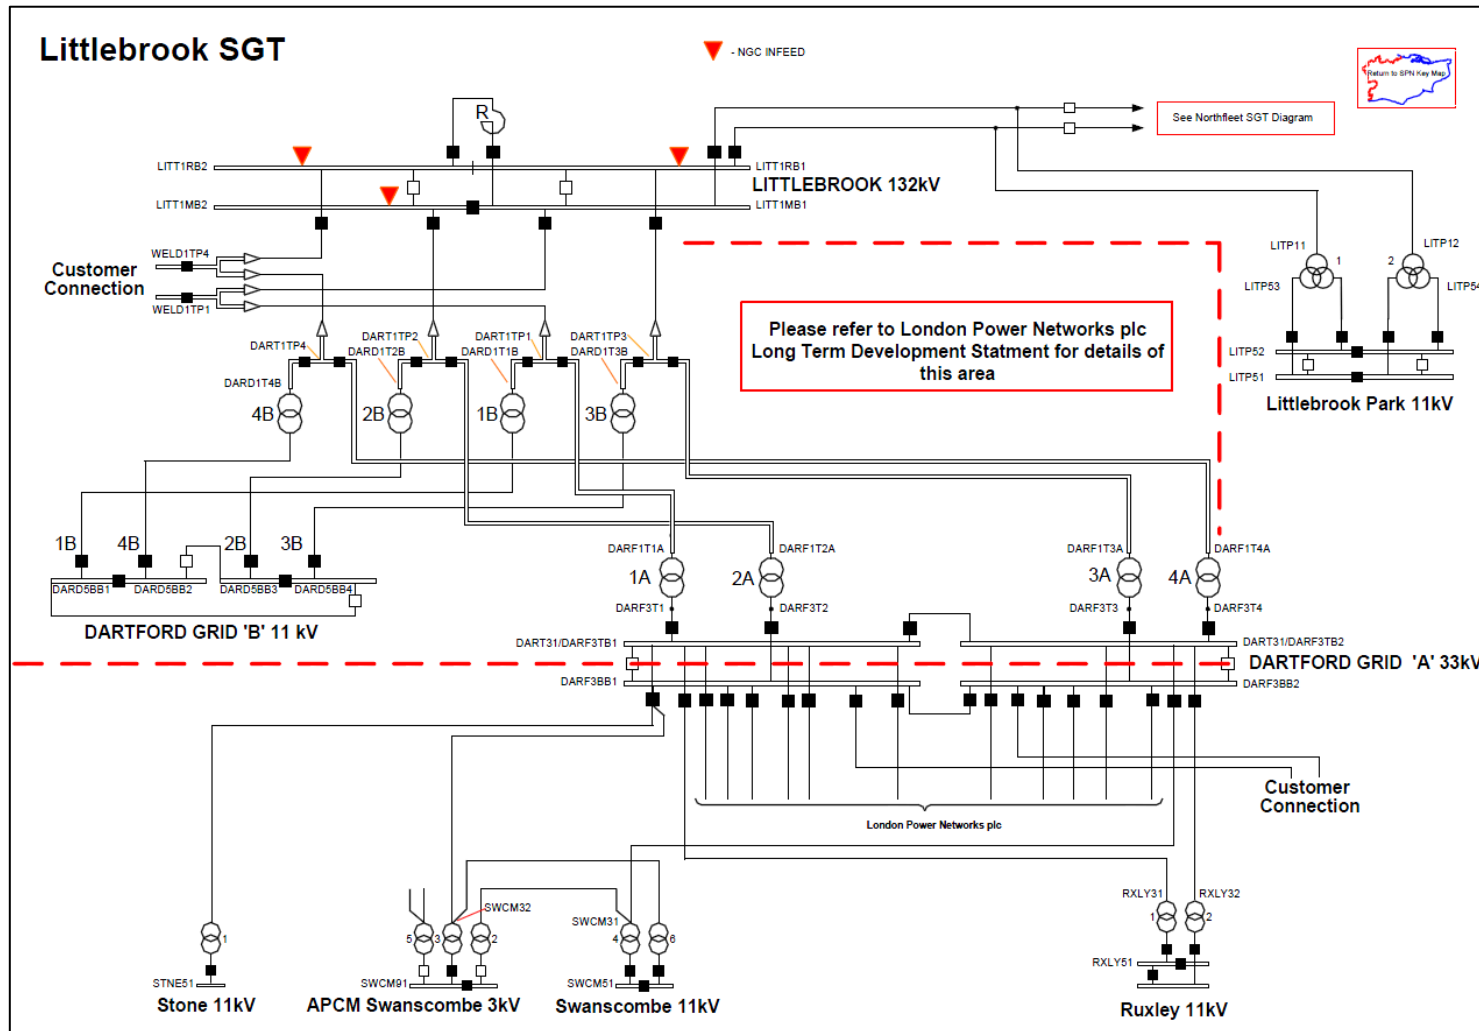 Littlebrook SGT
- NGC INFEED
Return to SPN Key Map
R
See Northfleet SGT Diagram
LITT1RB2
LITT1RB1
LITTLEBROOK 132kV
LITT1MB2
LITT1MB1
WELD1TP4
Customer
Connection
WELD1TP1
LITP11
1
2
LITP12
LITP53
LITP54
Please refer to London Power Networks plc
Long Term Development Statment for details of
this area
DART1TP4
DART1TP2
DARD1T2B
DART1TP1
DARD1T1B
DART1TP3
DARD1T3B
LITP52
LITP51
Littlebrook Park 11kV
DARD1T4B
4B
2B
1B
3B
1B
4B
2B
3B
DARD5BB1
DARD5BB2
DARD5BB3
DARD5BB4
DARTFORD GRID 'B' 11 kV
DARF1T1A
DARF1T2A
DARF1T3A
DARF1T4A
1A
2A
3A
4A
DARF3T1
DARF3T2
DARF3T3
DARF3T4
DART31/DARF3TB1
DART31/DARF3TB2
DARTFORD GRID 'A' 33kV
DARF3BB1
DARF3BB2
Customer
Connection
London Power Networks plc
RXLY31
RXLY32
SWCM32
SWCM31
1
5
3
2
4
6
1
2
RXLY51
STNE51
SWCM91
SWCM51
Stone 11kV
APCM Swanscombe 3kV
Swanscombe 11kV
Ruxley 11kV